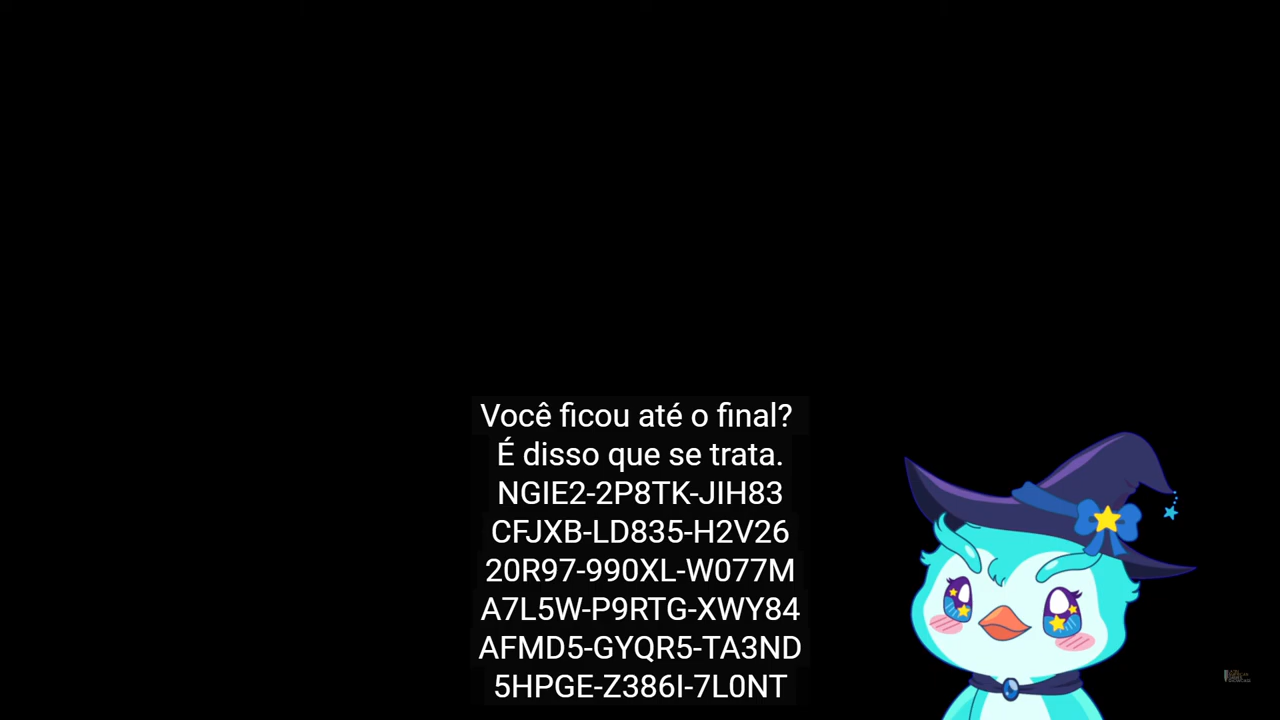 Você ficou até o final?
É disso que se trata.
NGIE2-2P8TK-JIH83
CFJXB-LD835-H2V26
20R97-990XL-W077M
A7L5W-P9RTG-XWY84
AFMD5-GYQR5-TA3ND
5HPGE-Z386I-7L0NT